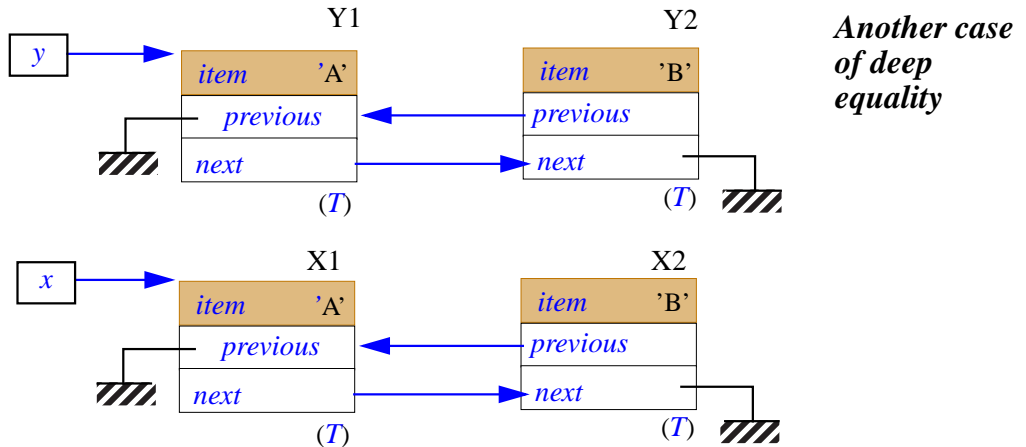 Y1 Y2
y
item 'A' item 'B'
previous previous
next next
(T) (T)
Another case
of deep
equality
X1 X2
x
item 'A' item 'B'
previous previous
next next
(T) (T)